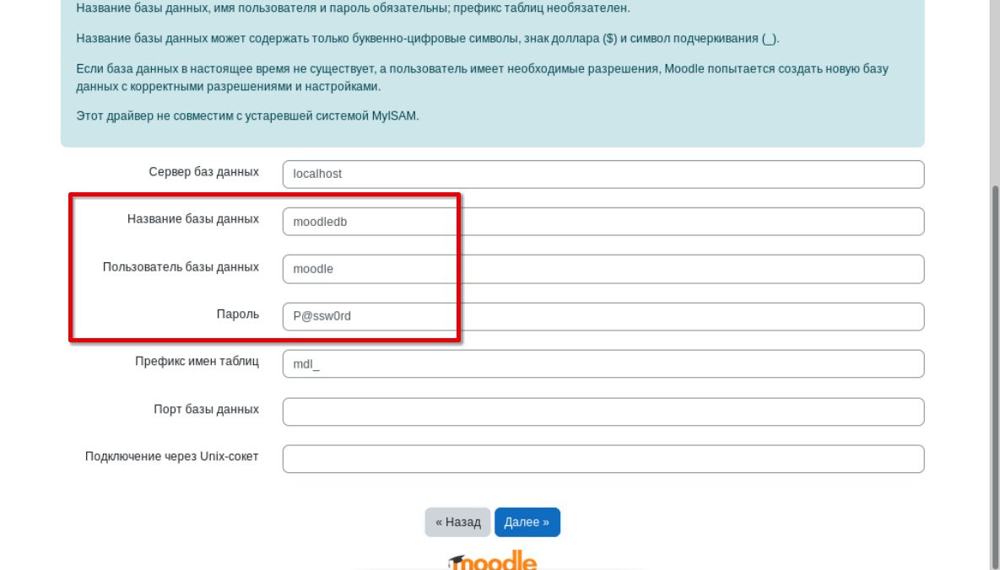 Название базы данных, имя пользователя и пароль обязательны; префикс таблиц необязателен.
Название базы данных может содержать только буквенно-цифровые символы, знак доллара ($) и символ подчеркивания (_).
Если база данных в настоящее время не существует, а пользователь имеет необходимые разрешения, Moodle попытается создать новую базу
данных с корректными разрешениями и настройками.
Этот драйвер не совместим с устаревшей системой MyISAM.
Сервер баз данных localhost
Название базы данных moodledb
Пользователь базы данных moodle
Пароль P@ssw0rd
Префикс имен таблиц mdl_
Порт базы данных
Подключение через Unix-сокет
« Назад Далее »
moodle